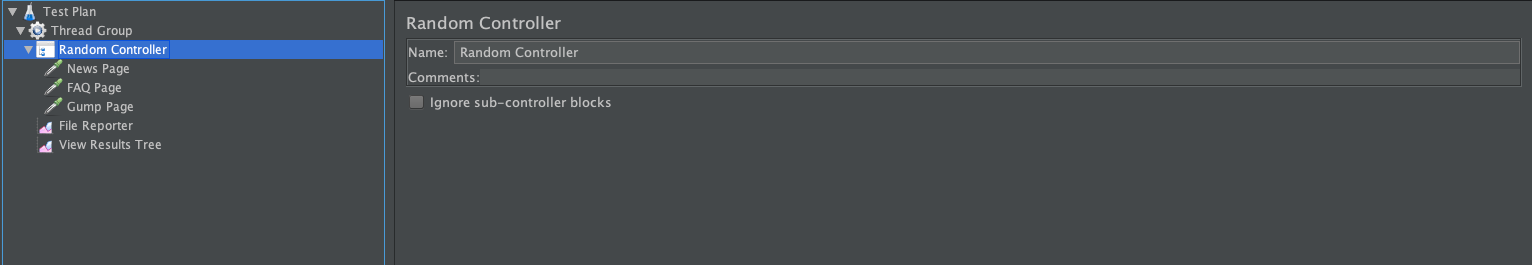 Test Plan
Thread Group
Random Controller
News Page
FAQ Page
Gump Page
File Reporter
View Results Tree
Random Controller
Name: Random Controller
Comments:
Ignore sub-controller blocks